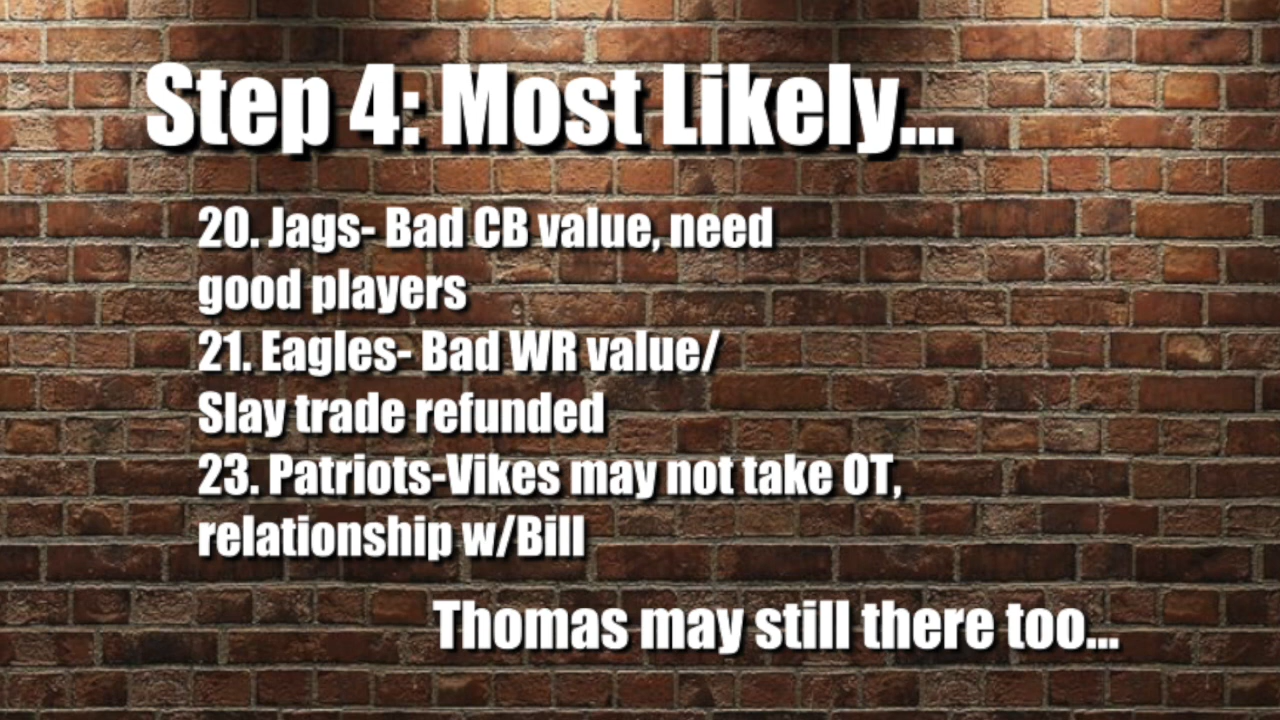 Step 4: Most Likely...
20. Jags- Bad CB value, need
good players
21. Eagles- Bad WR value/
Slay trade refunded
23. Patriots-Vikes may not take OT,
relationship w/Bill
Thomas may still there too...